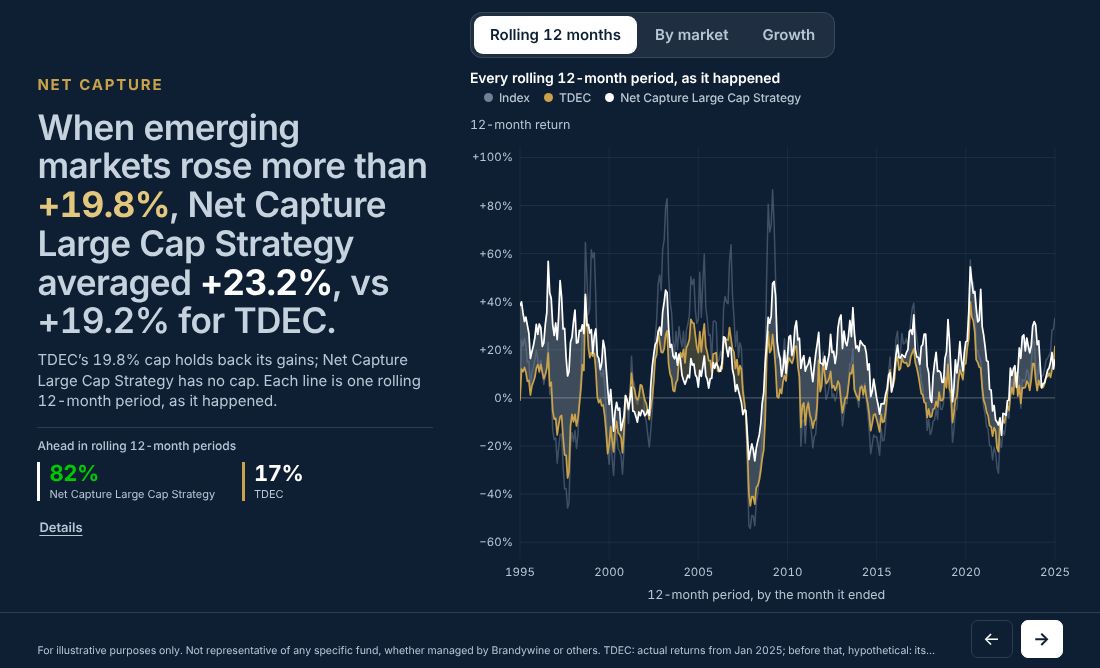 Rolling 12 months
By market
Growth
NET CAPTURE
When emerging
markets rose more than
+19.8%, Net Capture
Large Cap Strategy
averaged +23.2%, vs
+19.2% for TDEC.
TDEC's 19.8% cap holds back its gains; Net Capture
Large Cap Strategy has no cap. Each line is one rolling
12-month period, as it happened.
Ahead in rolling 12-month periods
82%
Net Capture Large Cap Strategy
17%
TDEC
Details
Every rolling 12-month period, as it happened
Index
TDEC
Net Capture Large Cap Strategy
12-month return
+100%
+80%
+60%
+40%
+20%
0%
−20%
−40%
−60%
1995
2000
2005
2010
2015
2020
2025
12-month period, by the month it ended
For illustrative purposes only. Not representative of any specific fund, whether managed by Brandywine or others. TDEC: actual returns from Jan 2025; before that, hypothetical: its...